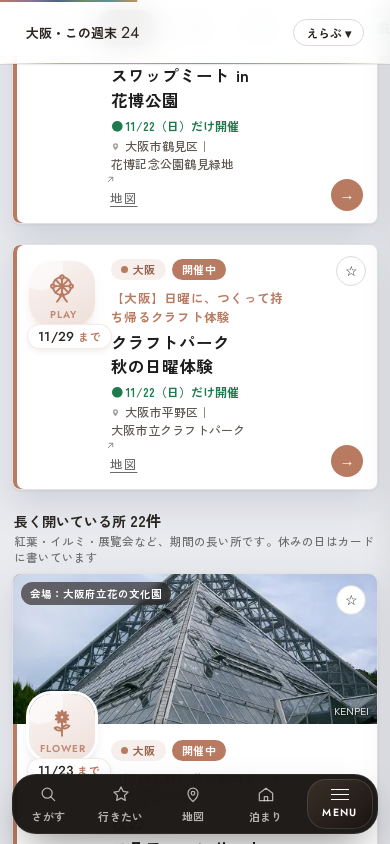 大阪・この週末 24
えらぶ ▾
スワップミート in
花博公園
11/22（日）だけ開催
大阪市鶴見区｜
花博記念公園鶴見緑地
↗
地図
→
大阪 開催中
☆
【大阪】日曜に、つくって持
ち帰るクラフト体験
PLAY
11/29 まで
クラフトパーク
秋の日曜体験
11/22（日）だけ開催
大阪市平野区｜
大阪市立クラフトパーク
↗
地図
→
長く開いている所 22件
紅葉・イルミ・展覧会など、期間の長い所です。休みの日はカード
に書いています
会場：大阪府立花の文化園
☆
KENPEI
FLOWER
大阪 開催中
11/23 まで
さがす
行きたい
地図
泊まり
MENU